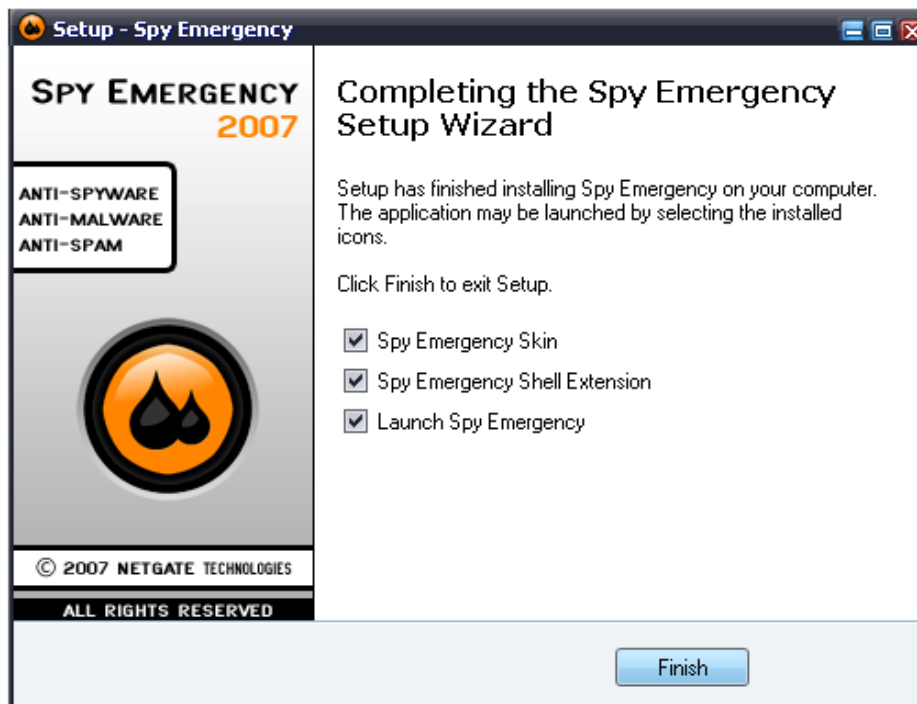 Setup - Spy Emergency
SPY EMERGENCY
2007
ANTI-SPYWARE
ANTI-MALWARE
ANTI-SPAM
© 2007 NETGATE TECHNOLOGIES
ALL RIGHTS RESERVED
Completing the Spy Emergency
Setup Wizard
Setup has finished installing Spy Emergency on your computer.
The application may be launched by selecting the installed
icons.
Click Finish to exit Setup.
Spy Emergency Skin
Spy Emergency Shell Extension
Launch Spy Emergency
Finish